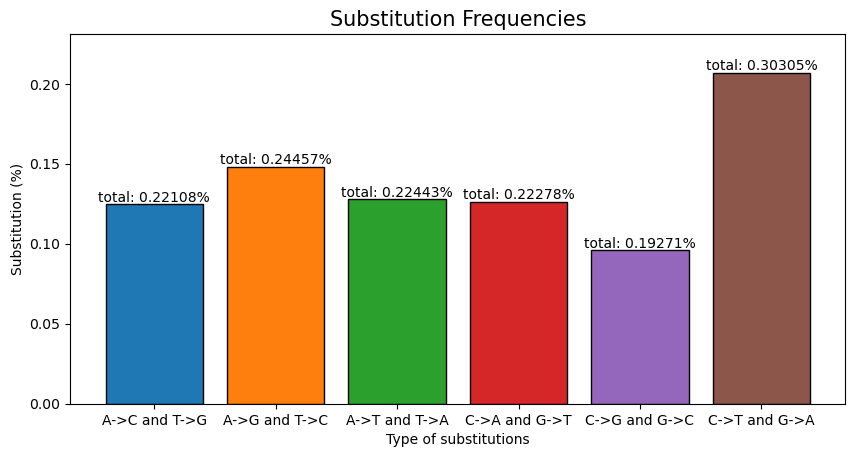 Substitution Frequencies
total: 0.30305%
0.20
total: 0.24457%
0.15
total: 0.22108%
total: 0.22443%
total: 0.22278%
0.10
total: 0.19271%
0.05
0.00
Substitution (%)
A->C and T->G
A->G and T->C
A->T and T->A
C->A and G->T
C->G and G->C
C->T and G->A
Type of substitutions